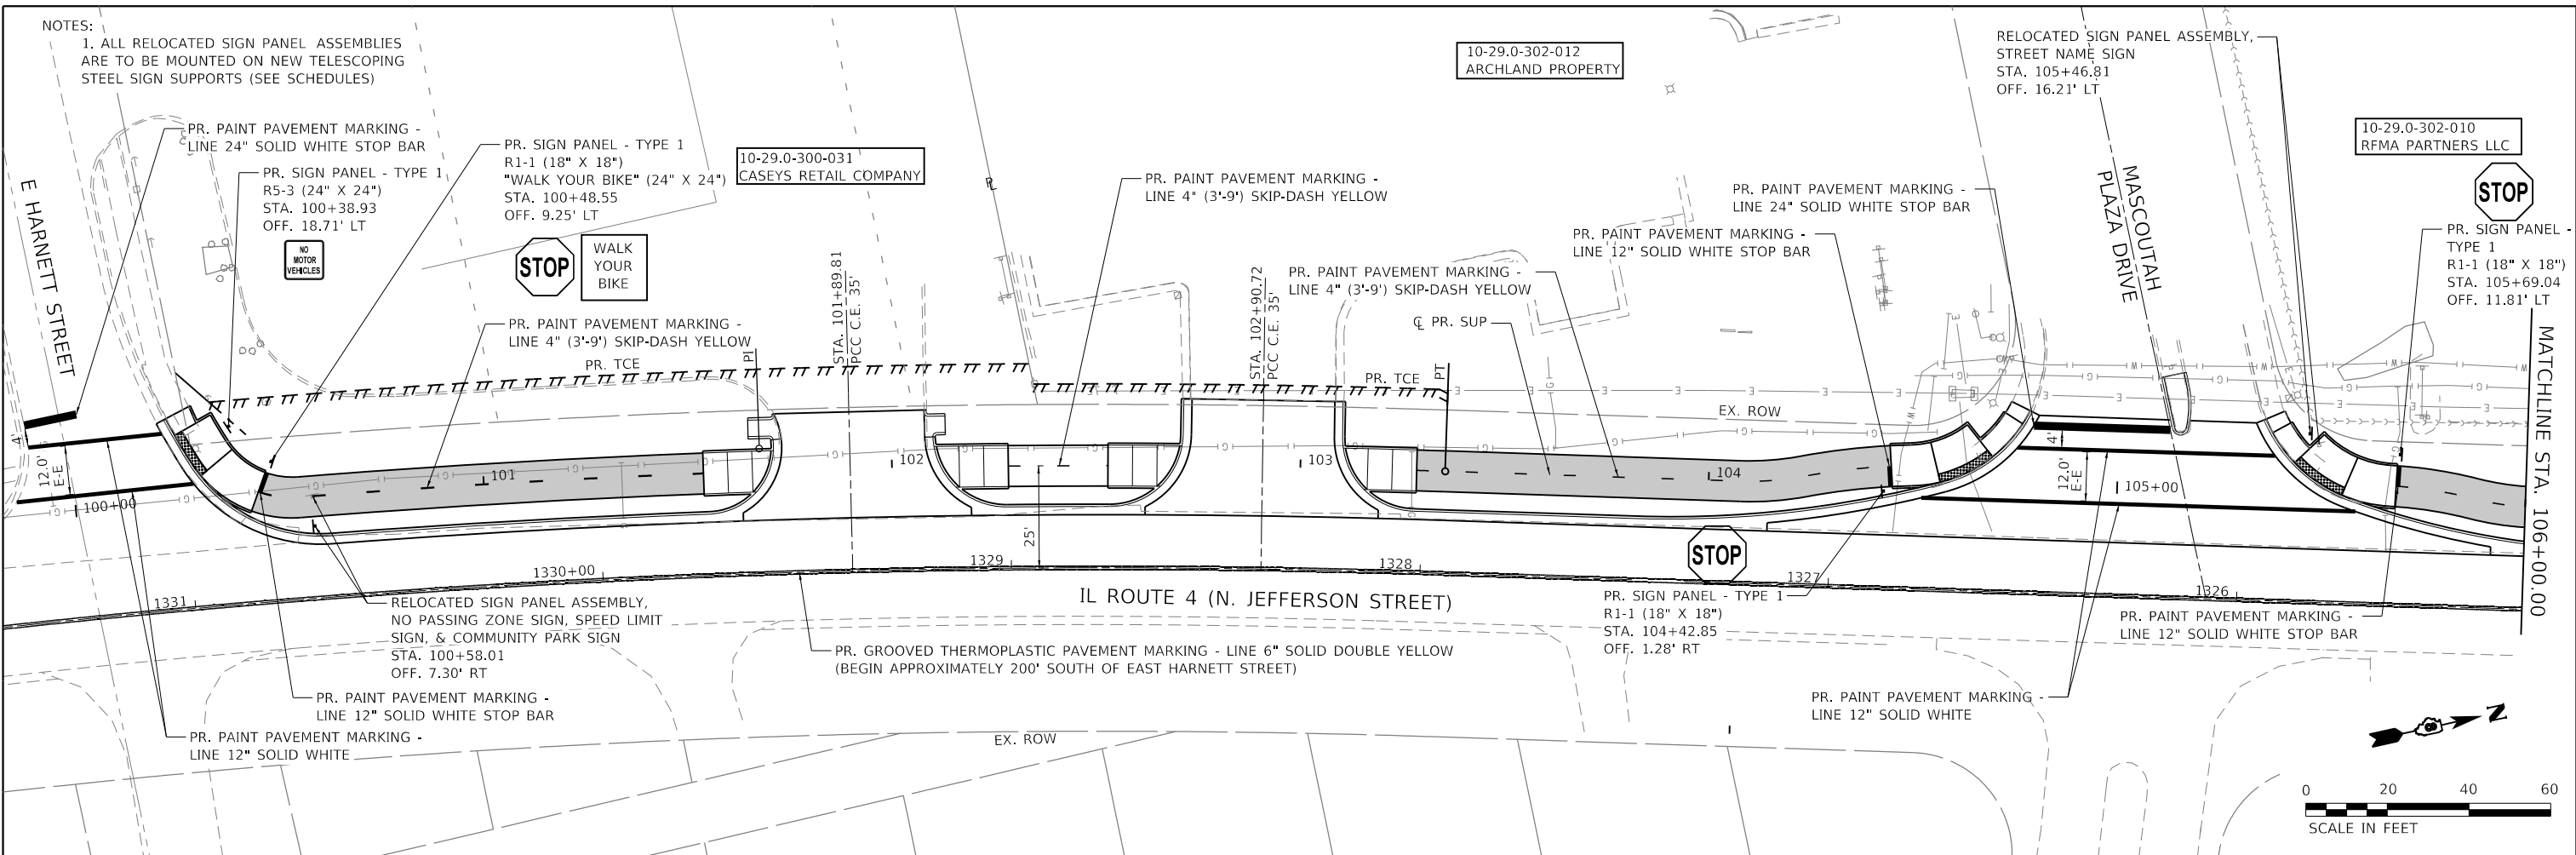 NOTES:
1. ALL RELOCATED SIGN PANEL ASSEMBLIES
ARE TO BE MOUNTED ON NEW TELESCOPING
STEEL SIGN SUPPORTS (SEE SCHEDULES)
PR. PAINT PAVEMENT MARKING -
LINE 24" SOLID WHITE STOP BAR
PR. SIGN PANEL - TYPE 1
R5-3 (24" X 24")
STA. 100+38.93
OFF. 18.71' LT
NO
MOTOR
VEHICLES
PR. SIGN PANEL - TYPE 1
R1-1 (18" X 18")
"WALK YOUR BIKE" (24" X 24")
STA. 100+48.55
OFF. 9.25' LT
STOP
WALK
YOUR
BIKE
10-29.0-300-031
CASEYS RETAIL COMPANY
PR. PAINT PAVEMENT MARKING -
LINE 4" (3'-9') SKIP-DASH YELLOW
PR. TCE
PI
STA. 101+89.81
PCC C.E. 35'
PR. PAINT PAVEMENT MARKING -
LINE 4" (3'-9') SKIP-DASH YELLOW
STA. 102+90.72
PCC C.E. 35'
10-29.0-302-012
ARCHLAND PROPERTY
PR. PAINT PAVEMENT MARKING -
LINE 4" (3'-9') SKIP-DASH YELLOW
PR. SUP
PR. TCE
PT
PR. PAINT PAVEMENT MARKING -
LINE 12" SOLID WHITE STOP BAR
PR. PAINT PAVEMENT MARKING -
LINE 24" SOLID WHITE STOP BAR
RELOCATED SIGN PANEL ASSEMBLY,
STREET NAME SIGN
STA. 105+46.81
OFF. 16.21' LT
10-29.0-302-010
RFMA PARTNERS LLC
STOP
PR. SIGN PANEL -
TYPE 1
R1-1 (18" X 18")
STA. 105+69.04
OFF. 11.81' LT
MASCOUTAH
PLAZA DRIVE
E HARNETT STREET
MATCHLINE STA. 106+00.00
EX. ROW
4'
12.0'
E-E
100+00
101
102
103
104
4'
12.0'
E-E
105+00
25'
1331
1330+00
1329
1328
1327
1326
IL ROUTE 4 (N. JEFFERSON STREET)
STOP
PR. SIGN PANEL - TYPE 1
R1-1 (18" X 18")
STA. 104+42.85
OFF. 1.28' RT
RELOCATED SIGN PANEL ASSEMBLY,
NO PASSING ZONE SIGN, SPEED LIMIT
SIGN, & COMMUNITY PARK SIGN
STA. 100+58.01
OFF. 7.30' RT
PR. GROOVED THERMOPLASTIC PAVEMENT MARKING - LINE 6" SOLID DOUBLE YELLOW
(BEGIN APPROXIMATELY 200' SOUTH OF EAST HARNETT STREET)
PR. PAINT PAVEMENT MARKING -
LINE 12" SOLID WHITE STOP BAR
PR. PAINT PAVEMENT MARKING -
LINE 12" SOLID WHITE STOP BAR
PR. PAINT PAVEMENT MARKING -
LINE 12" SOLID WHITE
PR. PAINT PAVEMENT MARKING -
LINE 12" SOLID WHITE
EX. ROW
N
0 20 40 60
SCALE IN FEET